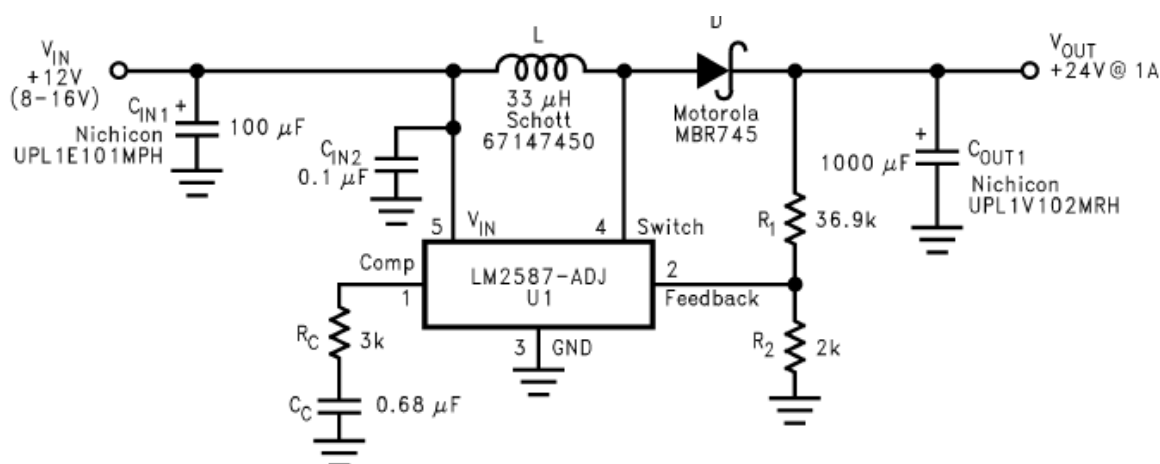 V_IN
+12V
(8-16V)
C_IN1 +
Nichicon
UPL1E101MPH
100 μF
L
33 μH
Schott
67147450
C_IN2
0.1 μF
D
Motorola
MBR745
V_OUT
+24V@ 1A
+
1000 μF
C_OUT1
Nichicon
UPL1V102MRH
R_1
36.9k
5
V_IN
4
Switch
Comp
1
LM2587-ADJ
U1
2
Feedback
3
GND
R_C
3k
C_C
0.68 μF
R_2
2k